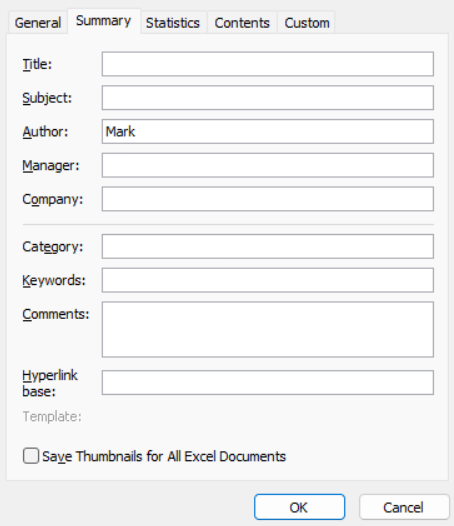 General Summary Statistics Contents Custom
Title:
Subject:
Author: Mark
Manager:
Company:
Category:
Keywords:
Comments:
Hyperlink
base:
Template:
Save Thumbnails for All Excel Documents
OK Cancel